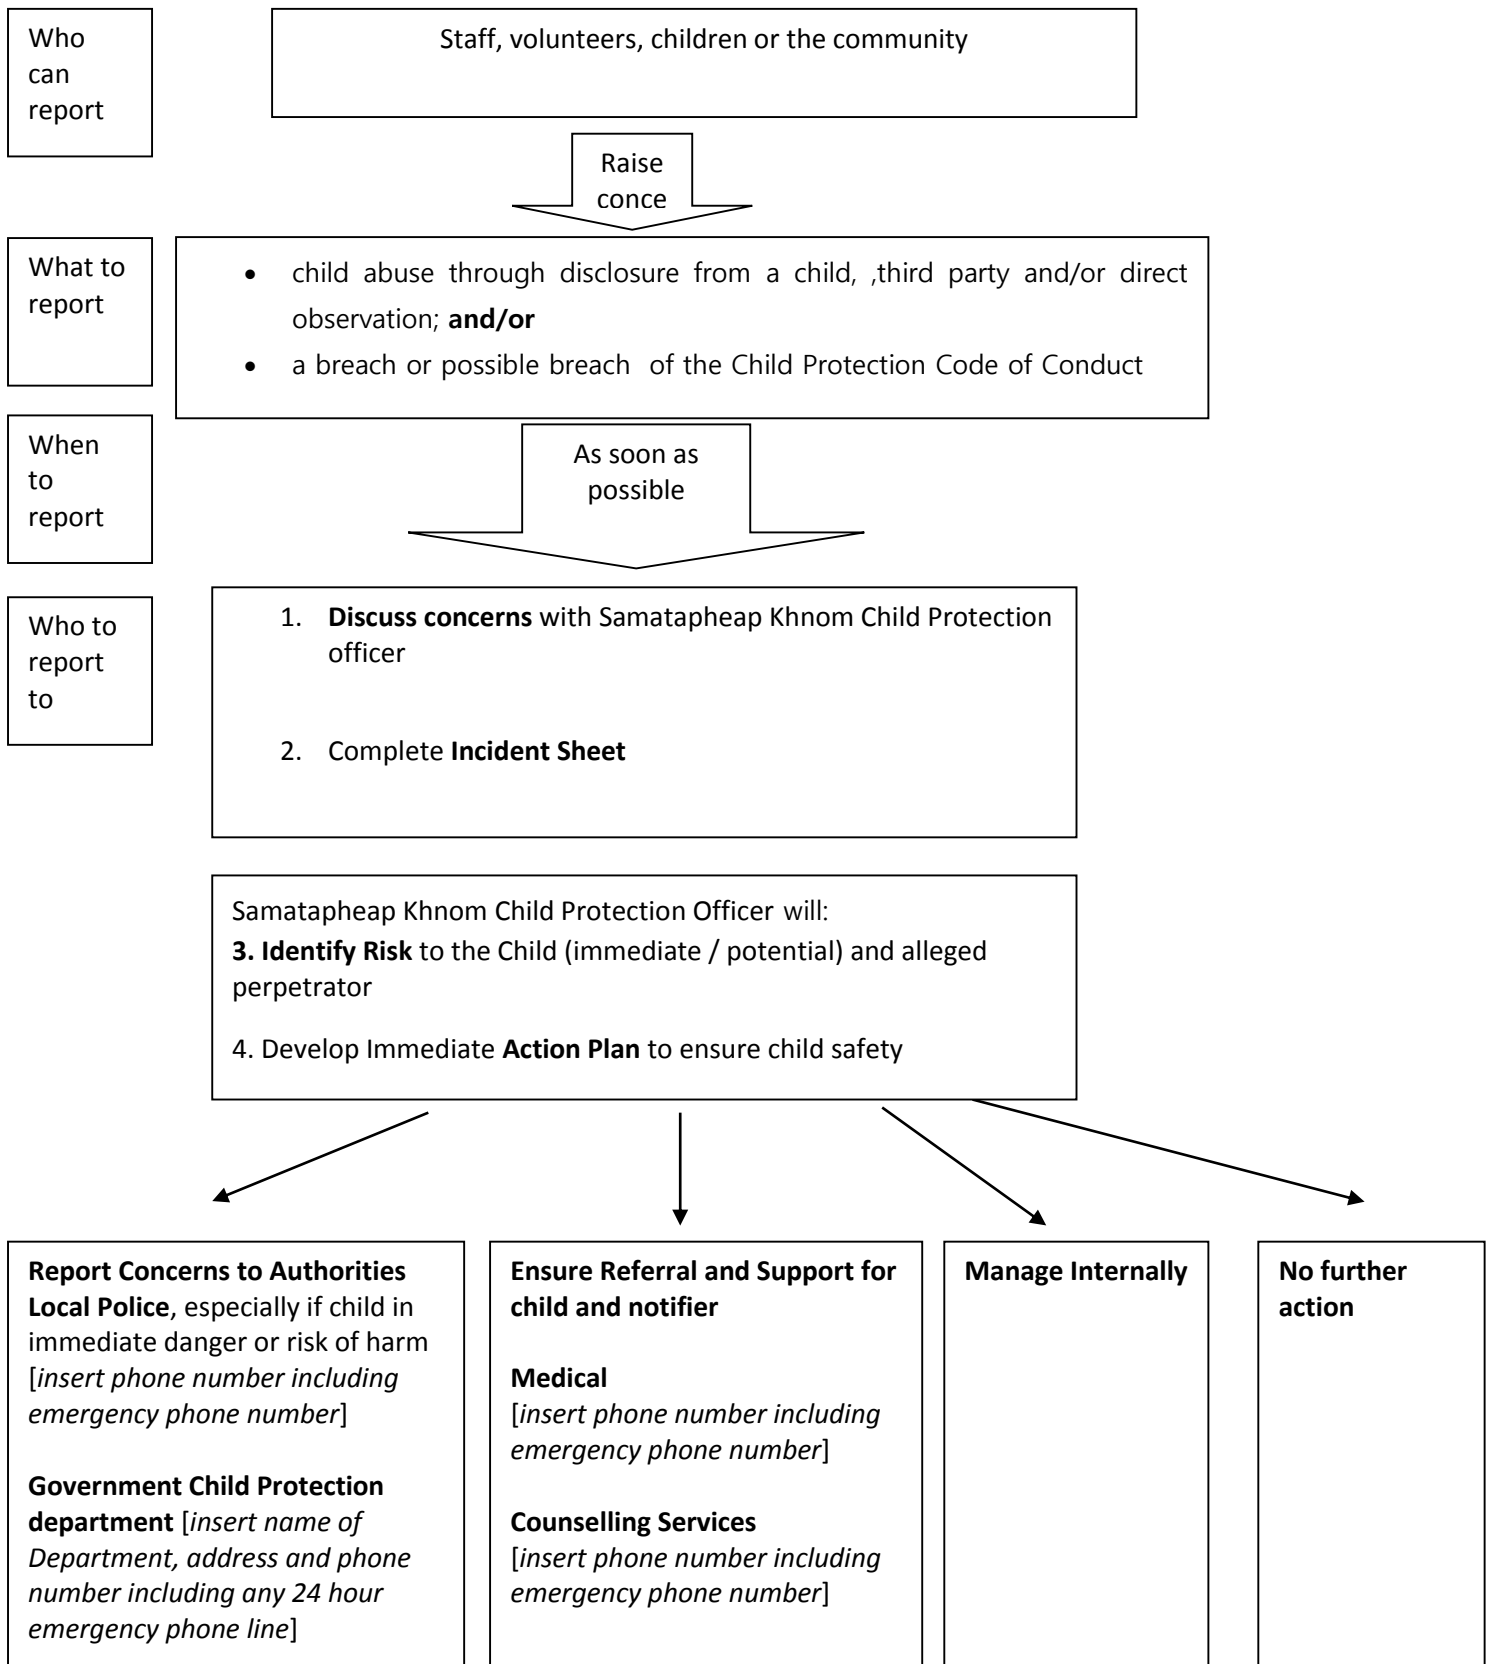 Who
can
report
Staff, volunteers, children or the community
Raise
conce
What to
report
• child abuse through disclosure from a child, ,third party and/or direct
observation; and/or
• a breach or possible breach of the Child Protection Code of Conduct
When
to
report
As soon as
possible
Who to
report
to
1. Discuss concerns with Samatapheap Khnom Child Protection
officer
2. Complete Incident Sheet
Samatapheap Khnom Child Protection Officer will:
3. Identify Risk to the Child (immediate / potential) and alleged
perpetrator
4. Develop Immediate Action Plan to ensure child safety
Report Concerns to Authorities
Local Police, especially if child in
immediate danger or risk of harm
[insert phone number including
emergency phone number]
Government Child Protection
department [insert name of
Department, address and phone
number including any 24 hour
emergency phone line]
Ensure Referral and Support for
child and notifier
Medical
[insert phone number including
emergency phone number]
Counselling Services
[insert phone number including
emergency phone number]
Manage Internally
No further
action